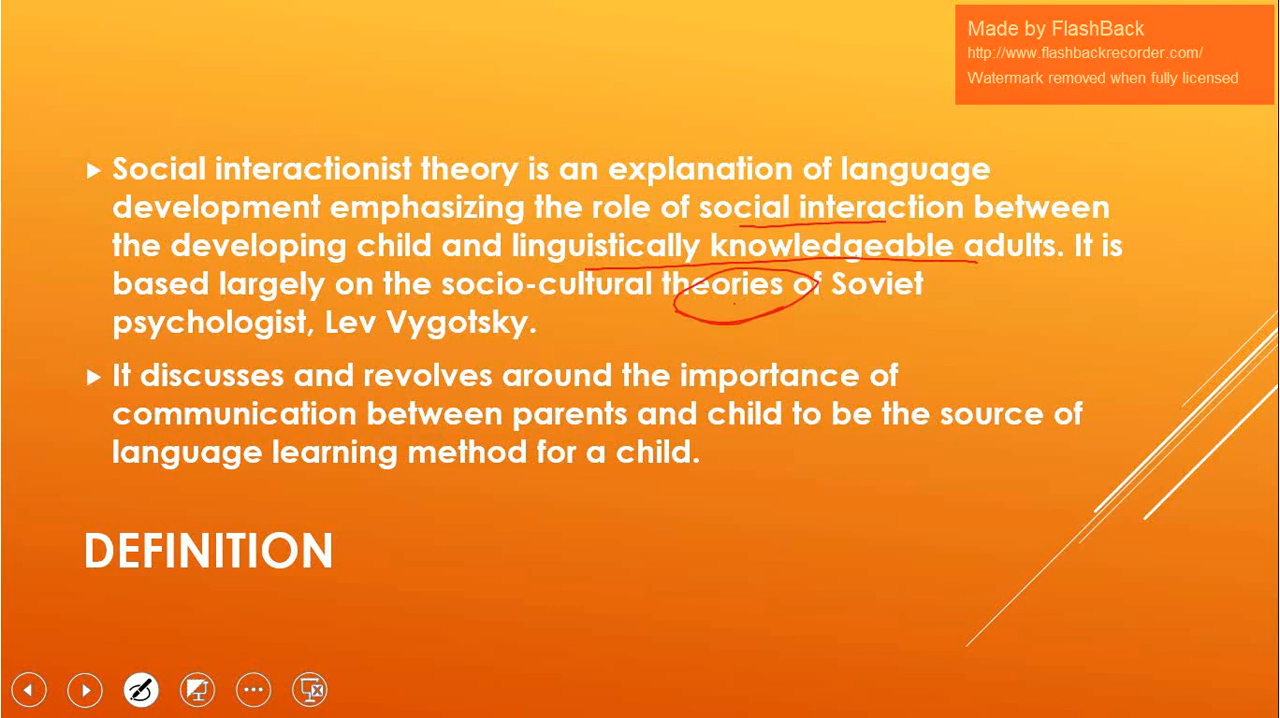 Made by FlashBack
http://www.flashbackrecorder.com/
Watermark removed when fully licensed
Social interactionist theory is an explanation of language
development emphasizing the role of social interaction between
the developing child and linguistically knowledgeable adults. It is
based largely on the socio-cultural theories of Soviet
psychologist, Lev Vygotsky.
It discusses and revolves around the importance of
communication between parents and child to be the source of
language learning method for a child.
DEFINITION